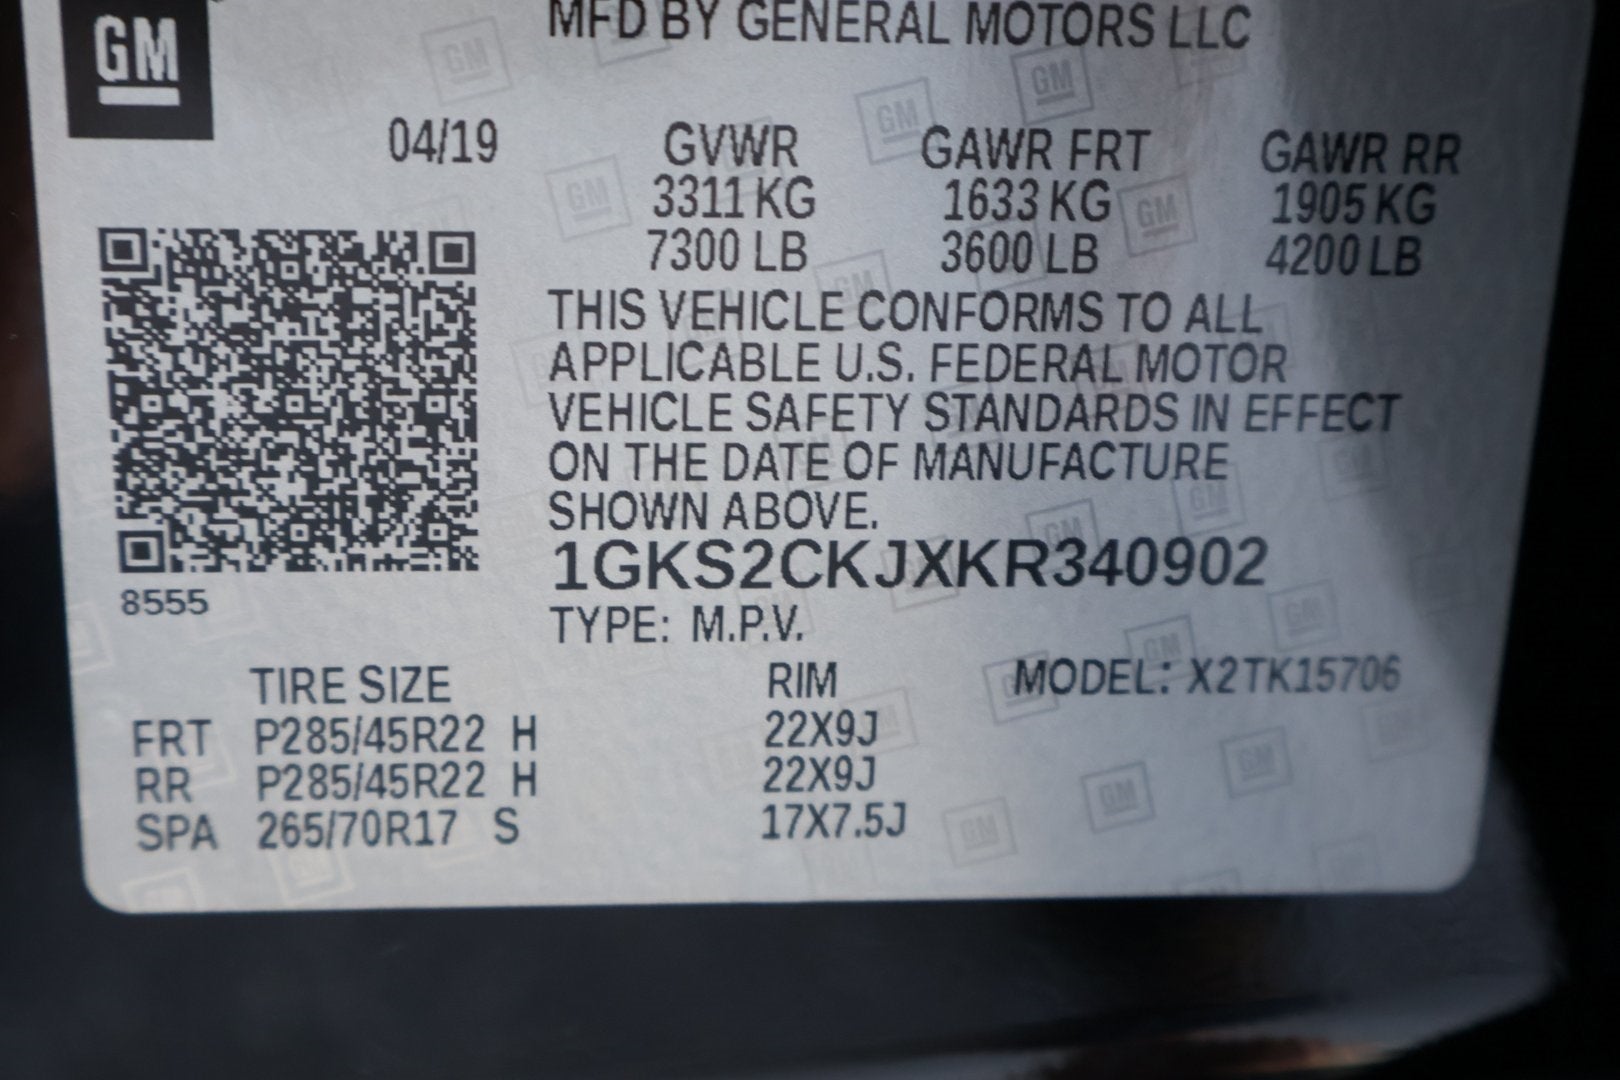 GM
MFD BY GENERAL MOTORS LLC
04/19 GVWR GAWR FRT GAWR RR
3311 KG 1633 KG 1905 KG
7300 LB 3600 LB 4200 LB
THIS VEHICLE CONFORMS TO ALL
APPLICABLE U.S. FEDERAL MOTOR
VEHICLE SAFETY STANDARDS IN EFFECT
ON THE DATE OF MANUFACTURE
SHOWN ABOVE.
1GKS2CKJXKR340902
8555
TYPE: M.P.V.
TIRE SIZE RIM MODEL: X2TK15706
FRT P285/45R22 H 22X9J
RR P285/45R22 H 22X9J
SPA 265/70R17 S 17X7.5J